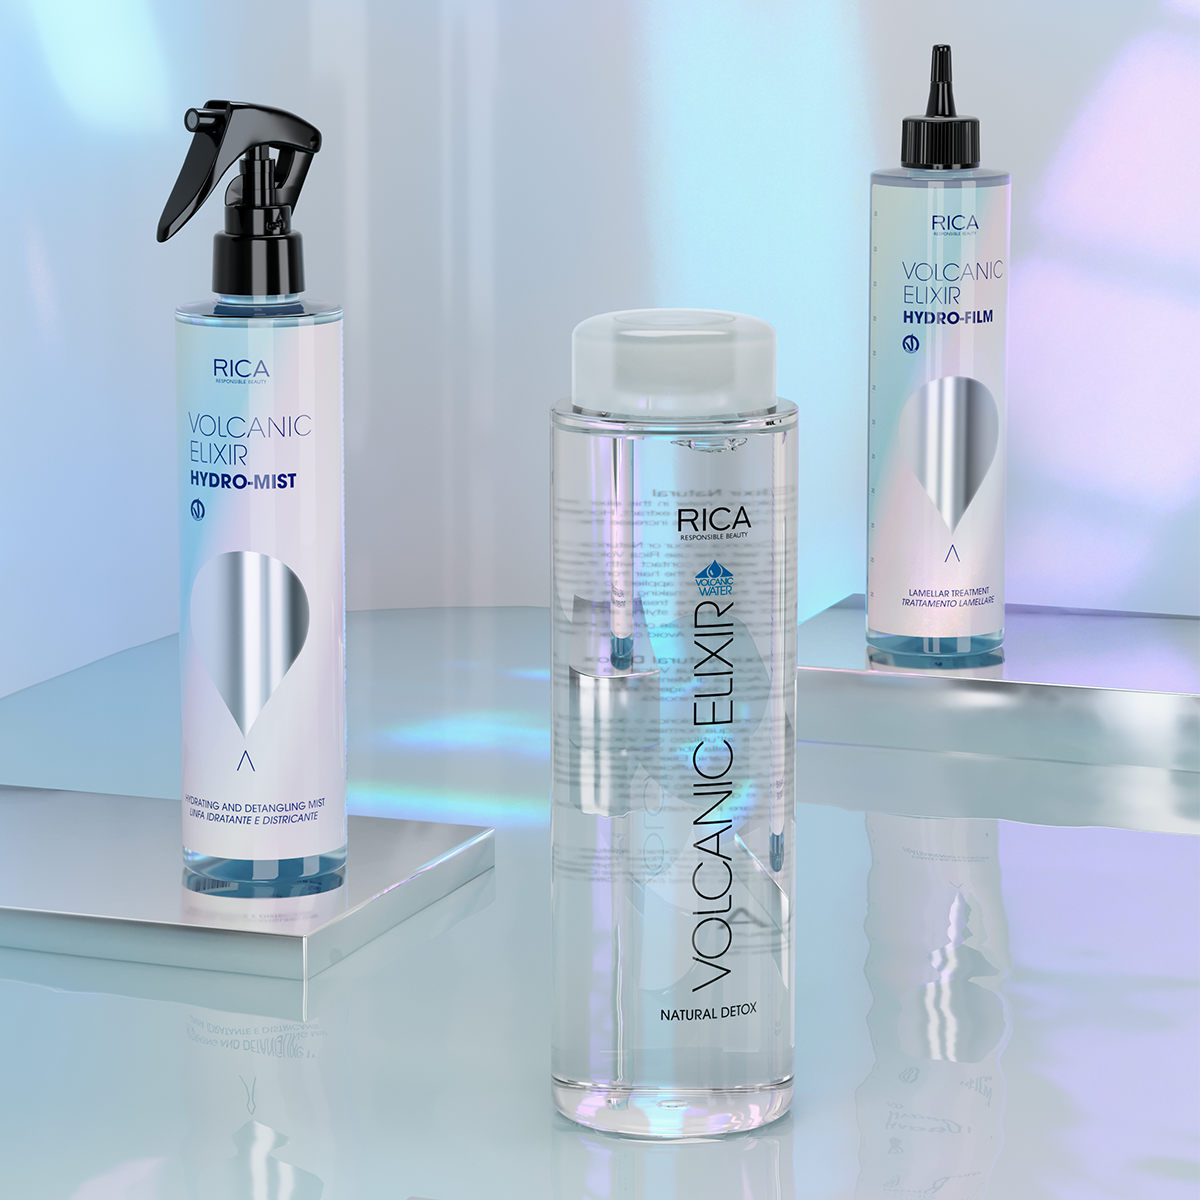 RICA
RESPONSIBLE BEAUTY
VOLCANIC
ELIXIR
HYDRO-MIST
HYDRATING AND DETANGLING MIST
LINFA IDRATANTE E DISTRICANTE
RICA
RESPONSIBLE BEAUTY
VOLCANIC
WATER
VOLCANIC ELIXIR
NATURAL DETOX
RICA
RESPONSIBLE BEAUTY
VOLCANIC
ELIXIR
HYDRO-FILM
LAMELLAR TREATMENT
TRATTAMENTO LAMELLARE